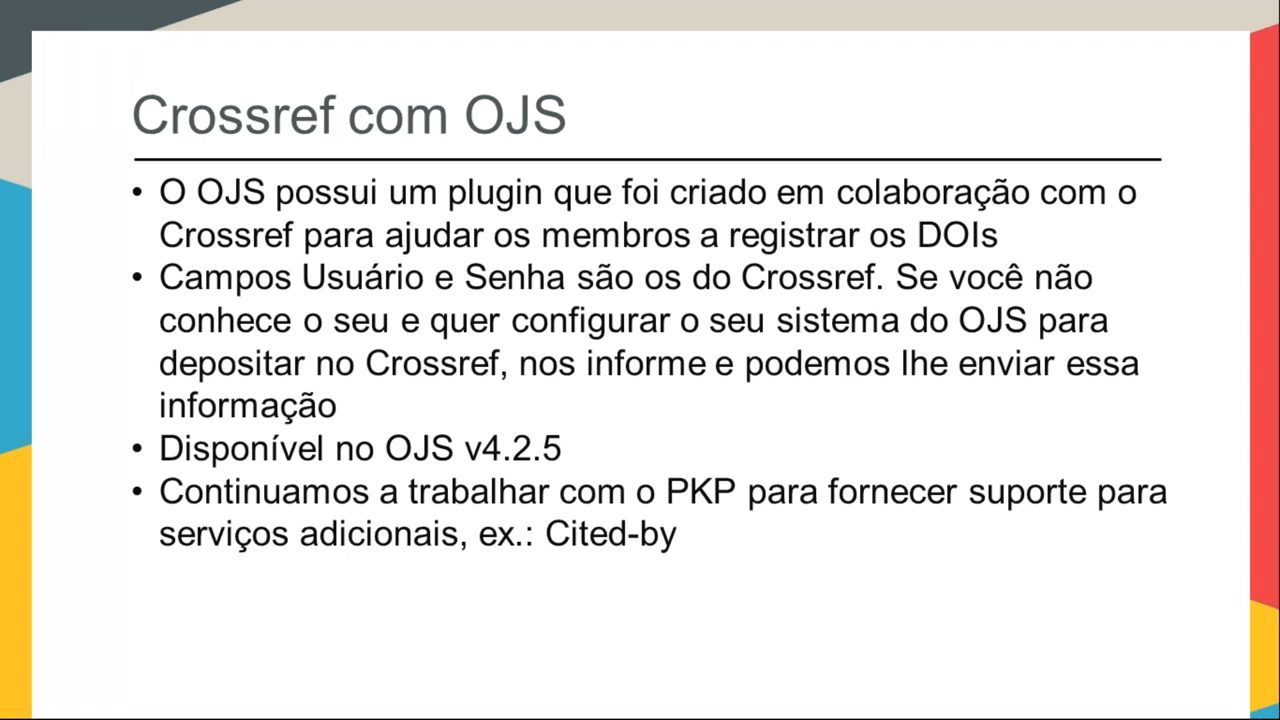 Crossref com OJS
• O OJS possui um plugin que foi criado em colaboração com o
Crossref para ajudar os membros a registrar os DOIs
• Campos Usuário e Senha são os do Crossref. Se você não
conhece o seu e quer configurar o seu sistema do OJS para
depositar no Crossref, nos informe e podemos lhe enviar essa
informação
• Disponível no OJS v4.2.5
• Continuamos a trabalhar com o PKP para fornecer suporte para
serviços adicionais, ex.: Cited-by